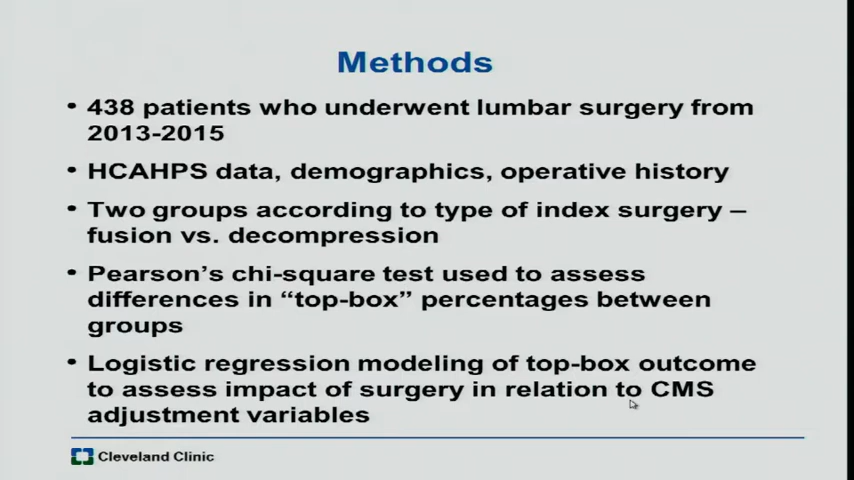 Methods
• 438 patients who underwent lumbar surgery from
2013-2015
• HCAHPS data, demographics, operative history
• Two groups according to type of index surgery –
fusion vs. decompression
• Pearson’s chi-square test used to assess
differences in “top-box” percentages between
groups
• Logistic regression modeling of top-box outcome
to assess impact of surgery in relation to CMS
adjustment variables
Cleveland Clinic